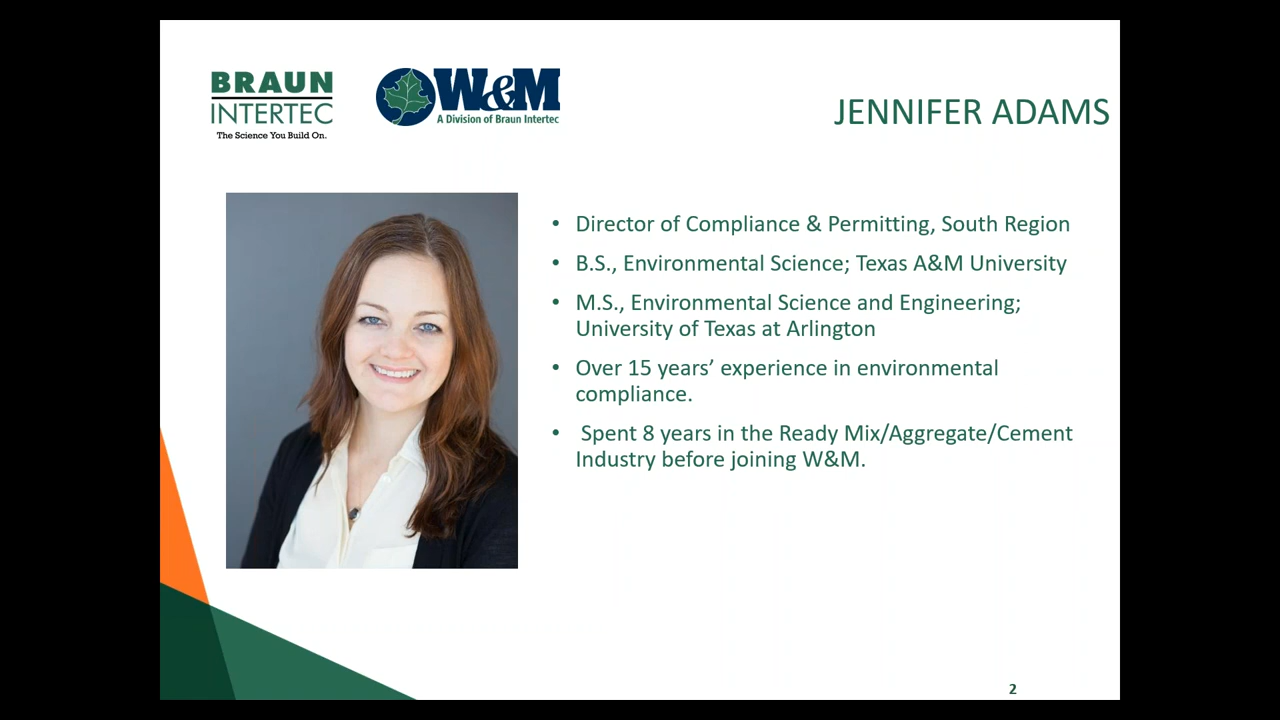 BRAUN
INTERTEC
The Science You Build On.
W&M
A Division of Braun Intertec
JENNIFER ADAMS
• Director of Compliance & Permitting, South Region
• B.S., Environmental Science; Texas A&M University
• M.S., Environmental Science and Engineering;
University of Texas at Arlington
• Over 15 years’ experience in environmental
compliance.
• Spent 8 years in the Ready Mix/Aggregate/Cement
Industry before joining W&M.
2